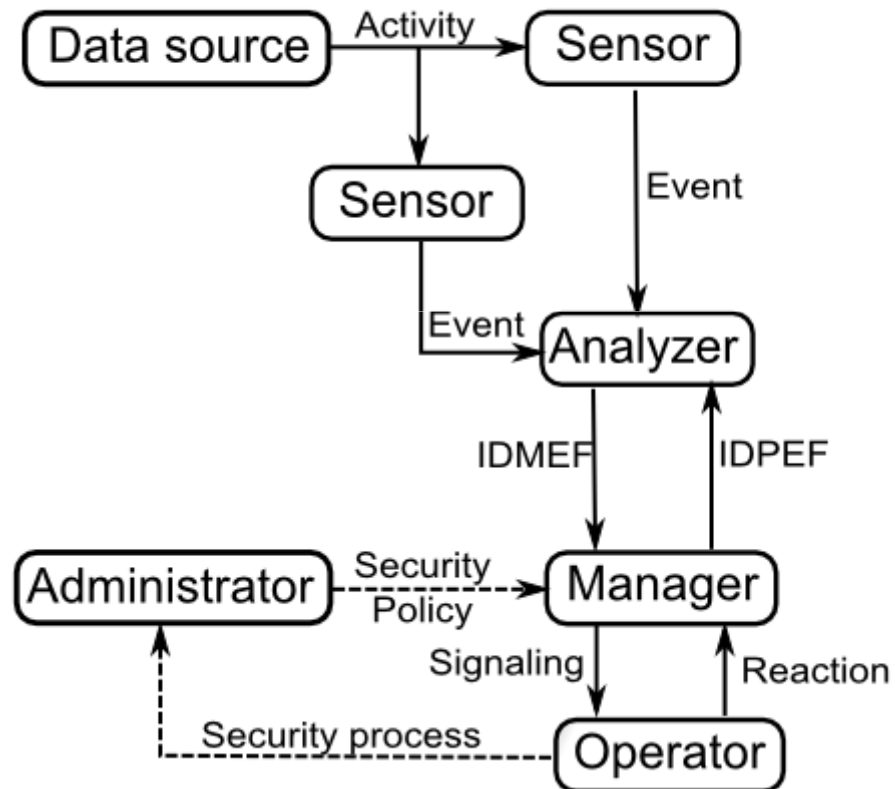 Data source
Activity
Sensor
Sensor
Event
Event
Analyzer
IDMEF
IDPEF
Administrator
Security
Policy
Manager
Signaling
Reaction
Security process
Operator